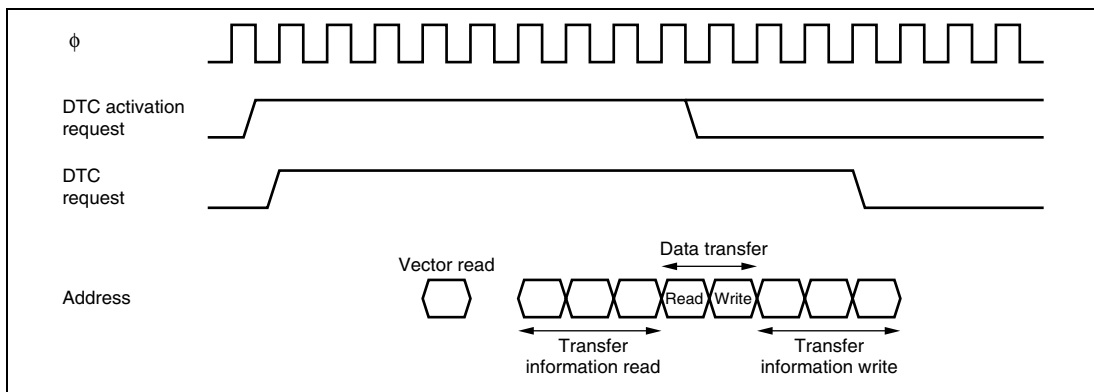 ϕ
DTC activation
request
DTC
request
Data transfer
Vector read
Address
Read
Write
Transfer
information read
Transfer
information write